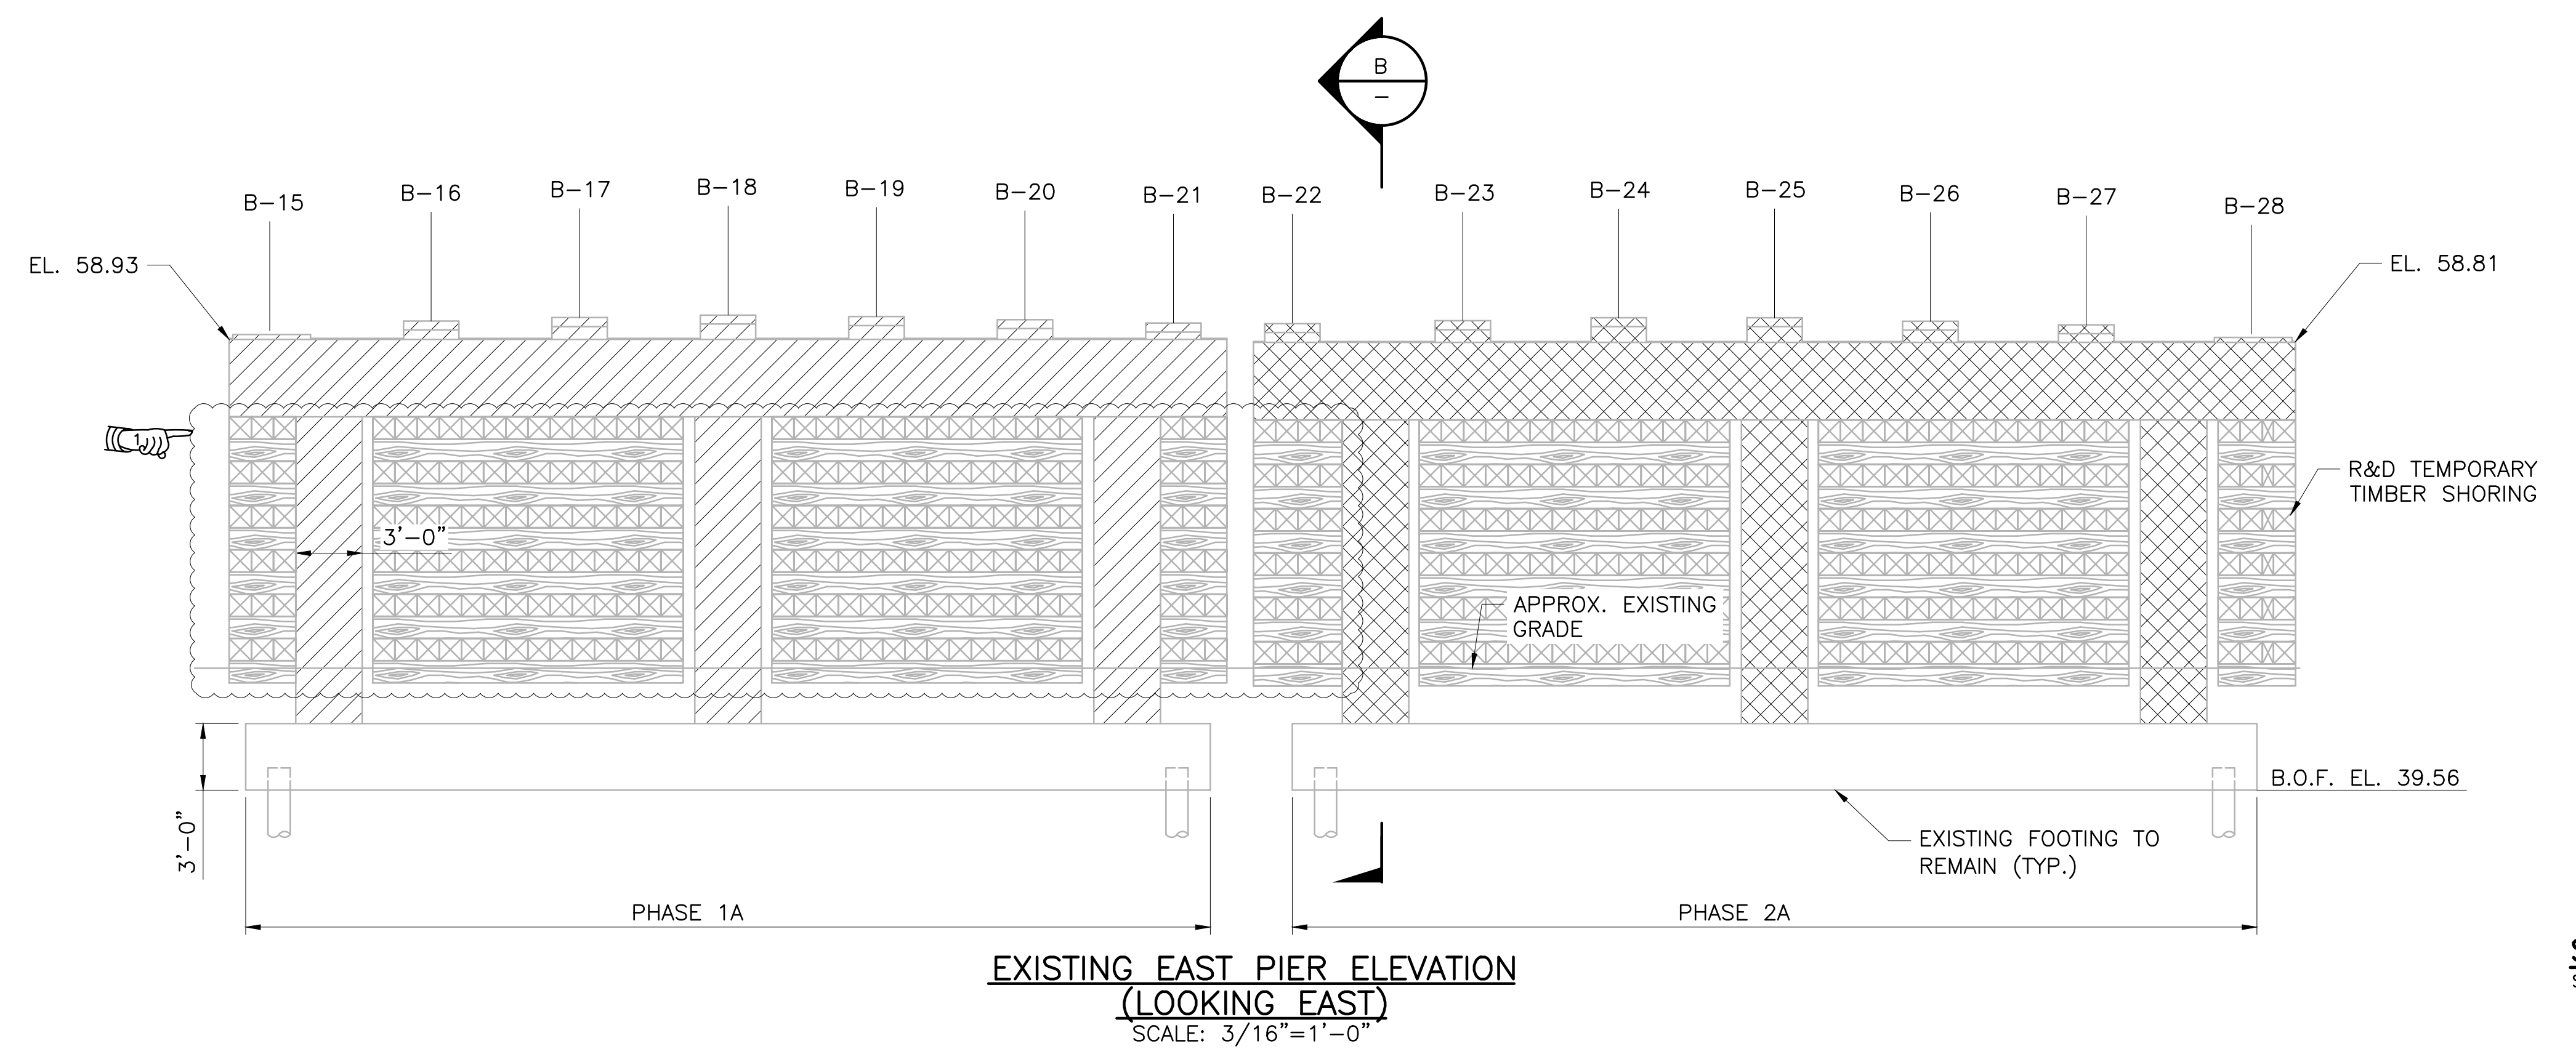 B
–
B-15
B-16
B-17
B-18
B-19
B-20
B-21
B-22
B-23
B-24
B-25
B-26
B-27
B-28
EL. 58.93
EL. 58.81
1
R&D TEMPORARY
TIMBER SHORING
3'-0"
APPROX. EXISTING
GRADE
B.O.F. EL. 39.56
3'-0"
EXISTING FOOTING TO
REMAIN (TYP.)
PHASE 1A
PHASE 2A
EXISTING EAST PIER ELEVATION
(LOOKING EAST)
SCALE: 3/16"=1'-0"